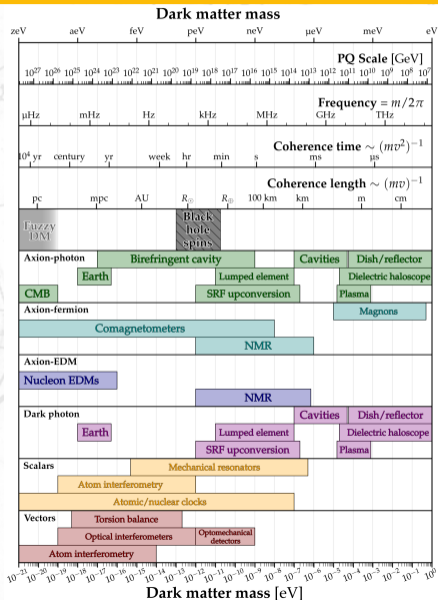 Dark matter mass
zeV aeV feV peV neV μeV meV eV
PQ Scale [GeV]
10²⁷ 10²⁶ 10²⁵ 10²⁴ 10²³ 10²² 10²¹ 10²⁰ 10¹⁹ 10¹⁸ 10¹⁷ 10¹⁶ 10¹⁵ 10¹⁴ 10¹³ 10¹² 10¹¹ 10¹⁰ 10⁹ 10⁸ 10⁷
Frequency = m/2π
μHz mHz Hz kHz MHz GHz THz
Coherence time ~ (mv²)⁻¹
10⁴ yr century yr week hr min s ms μs
Coherence length ~ (mv)⁻¹
pc mpc AU R☉ R⊕ 100 km km m cm
Fuzzy DM
Black hole spins
Axion-photon Birefringent cavity Cavities Dish/reflector
Earth Lumped element Dielectric haloscope
CMB SRF upconversion Plasma
Axion-fermion Magnons
Comagnetometers
NMR
Axion-EDM
Nucleon EDMs
NMR
Dark photon Cavities Dish/reflector
Earth Lumped element Dielectric haloscope
SRF upconversion Plasma
Scalars Mechanical resonators
Atom interferometry
Atomic/nuclear clocks
Vectors Torsion balance
Optical interferometers Optomechanical detectors
Atom interferometry
10⁻²¹ 10⁻²⁰ 10⁻¹⁹ 10⁻¹⁸ 10⁻¹⁷ 10⁻¹⁶ 10⁻¹⁵ 10⁻¹⁴ 10⁻¹³ 10⁻¹² 10⁻¹¹ 10⁻¹⁰ 10⁻⁹ 10⁻⁸ 10⁻⁷ 10⁻⁶ 10⁻⁵ 10⁻⁴ 10⁻³ 10⁻² 10⁻¹ 10⁰
Dark matter mass [eV]